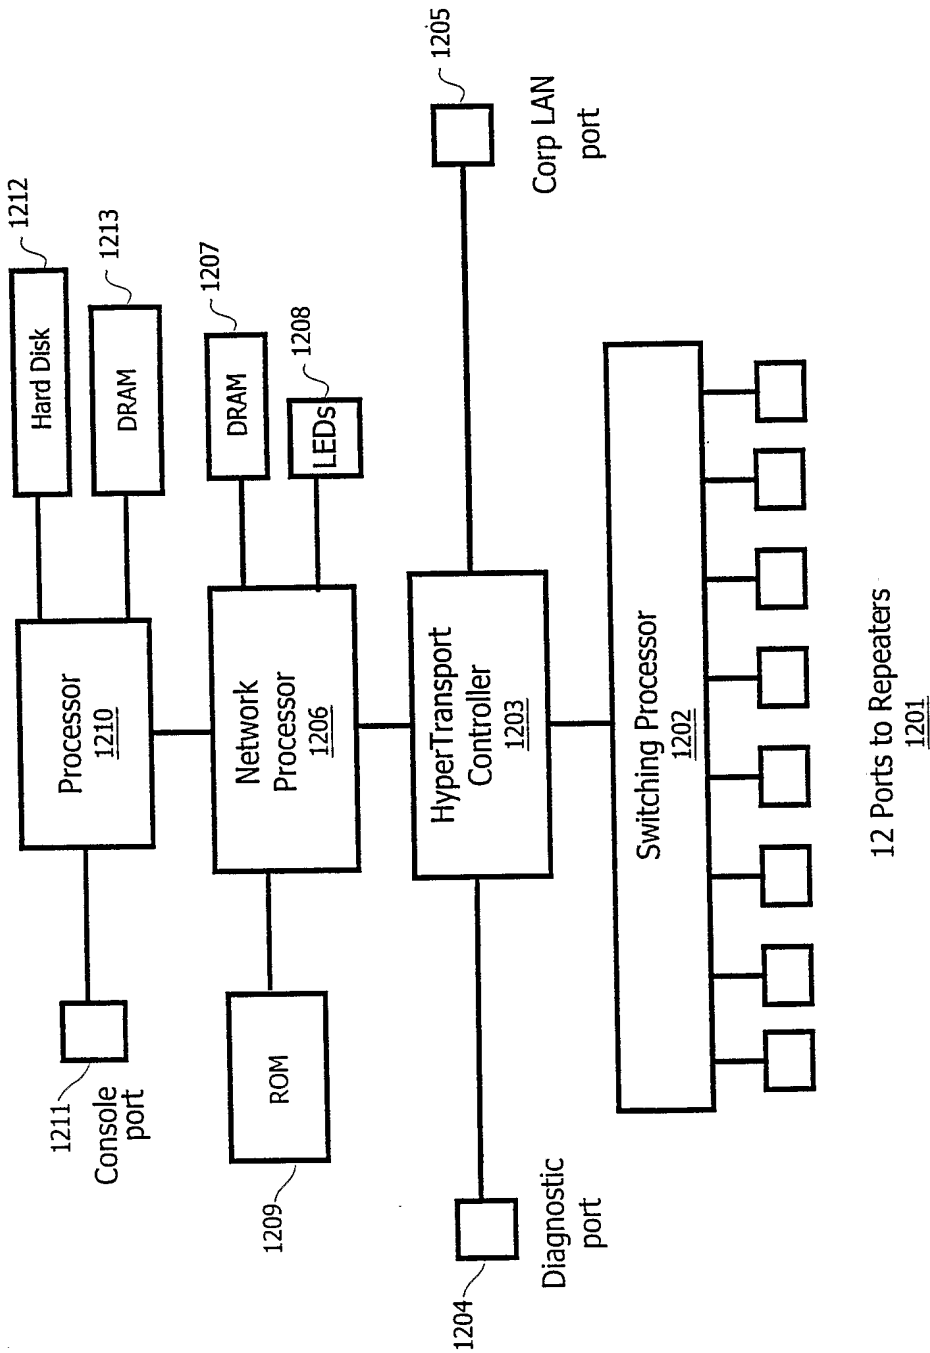 1212
Hard Disk
1213
DRAM
Processor
1210
1211
Console
port
1207
DRAM
1208
LEDs
Network
Processor
1206
ROM
1209
1205
Corp LAN
port
HyperTransport
Controller
1203
1204
Diagnostic
port
Switching Processor
1202
12 Ports to Repeaters
1201